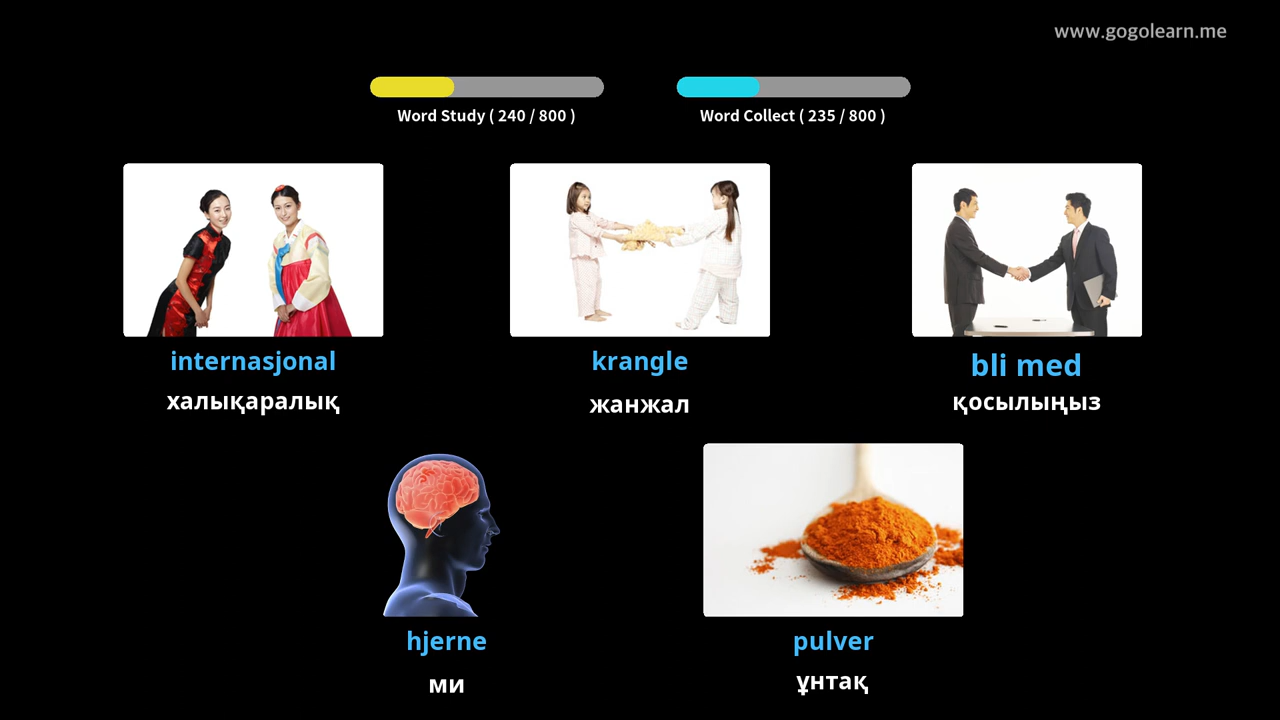 www.gogolearn.me
Word Study ( 240 / 800 )
Word Collect ( 235 / 800 )
internasjonal
халықаралық
krangle
жанжал
bli med
қосылыңыз
hjerne
ми
pulver
ұнтақ